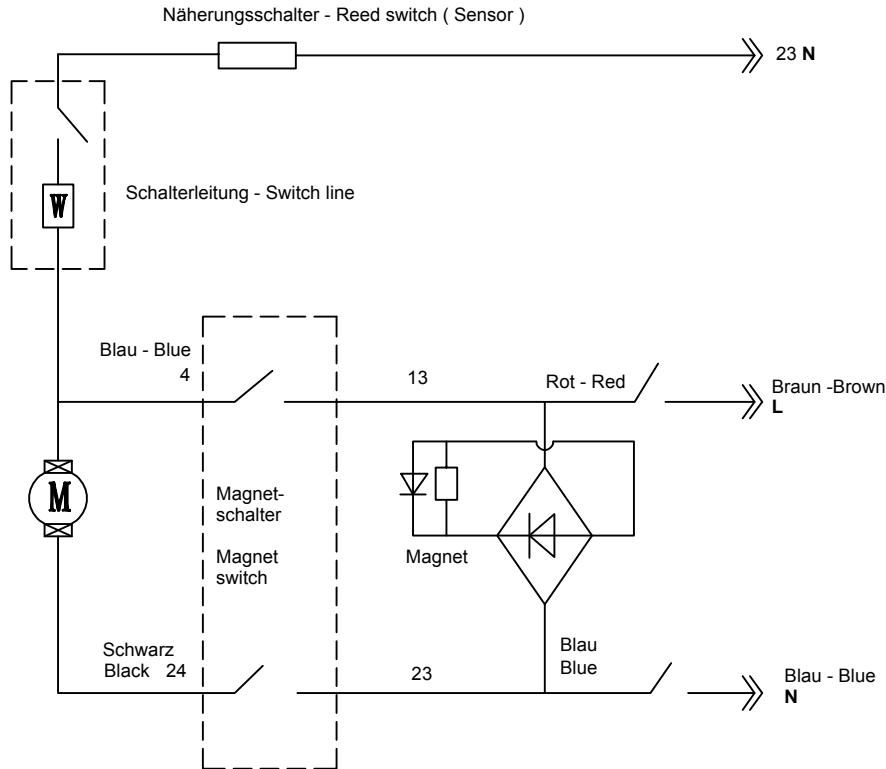 Näherungsschalter - Reed switch ( Sensor )
23 N
W
Schalterleitung - Switch line
Blau - Blue
4
13
Rot - Red
Braun -Brown
L
M
Magnet-
schalter
Magnet
switch
Magnet
Schwarz
Black 24
23
Blau
Blue
Blau - Blue
N